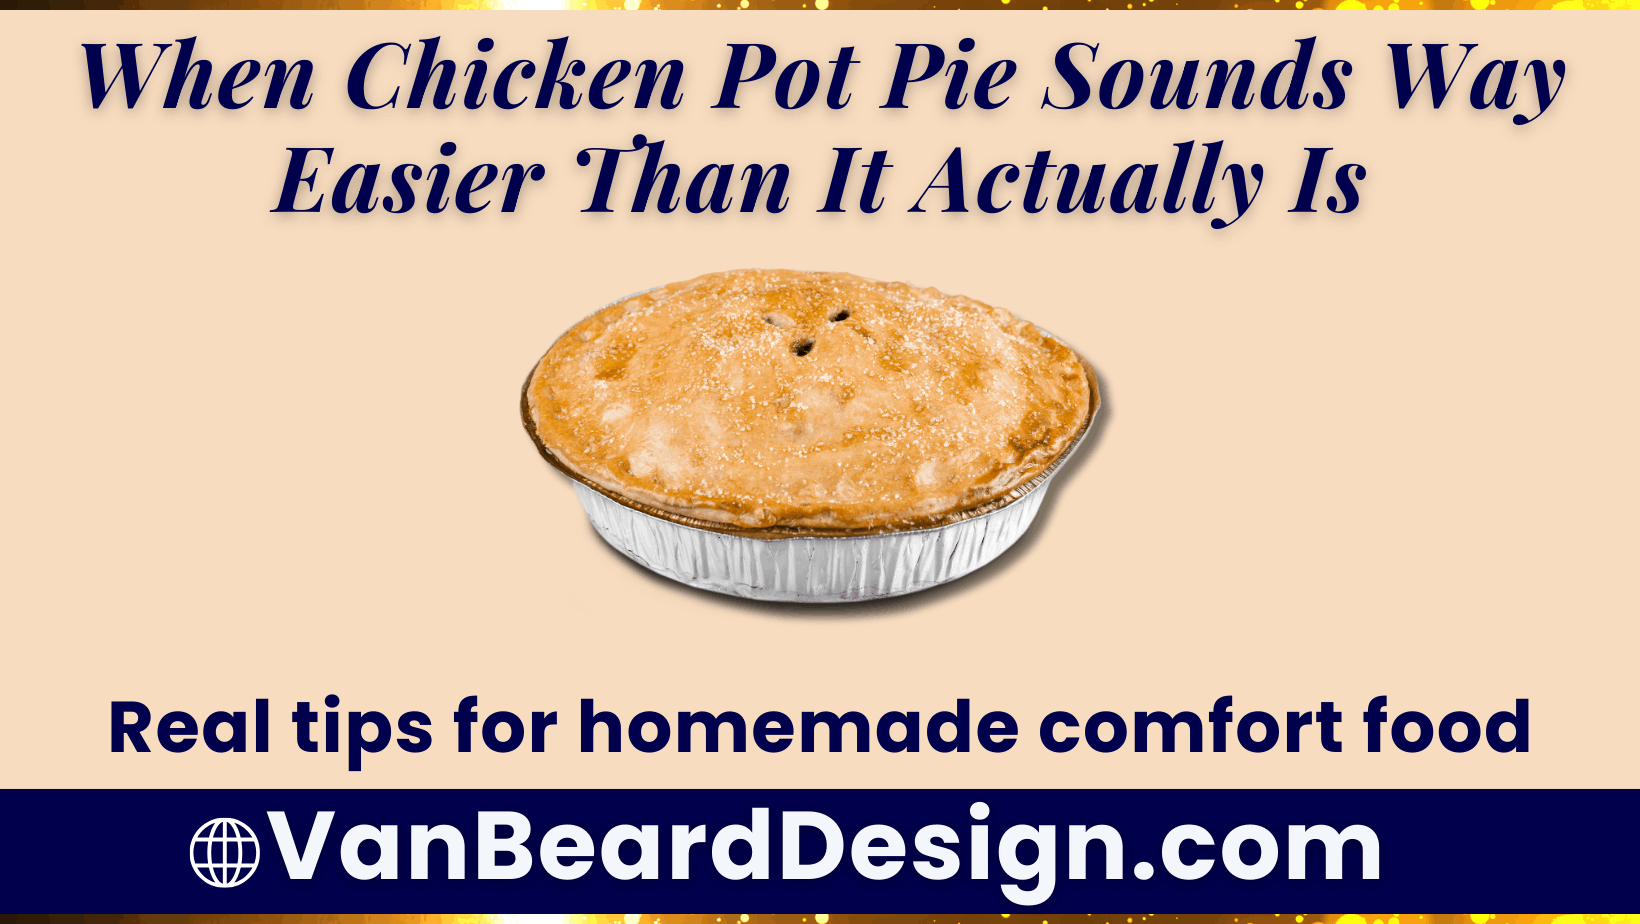 When Chicken Pot Pie Sounds Way
Easier Than It Actually Is
Real tips for homemade comfort food
VanBeardDesign.com